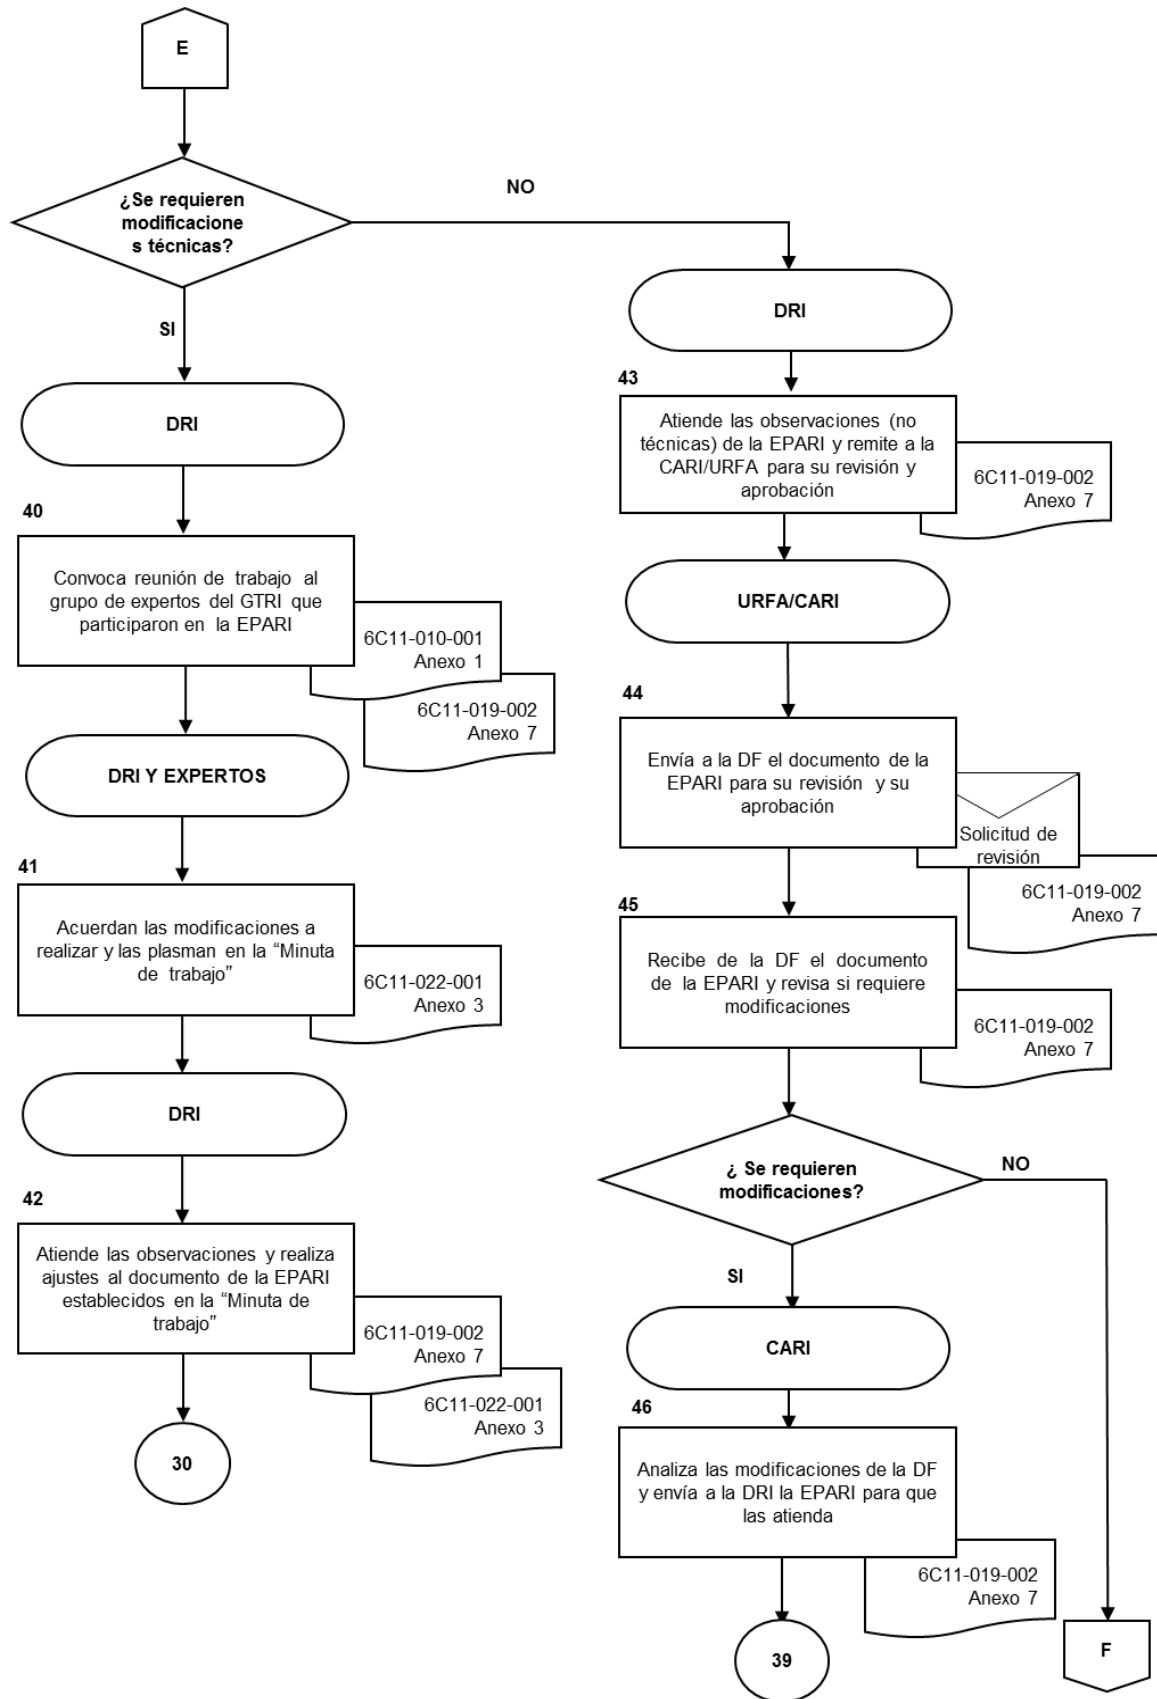 E
¿Se requieren
modificacione
s técnicas?
NO
SI
DRI
40
Convoca reunión de trabajo al
grupo de expertos del GTRI que
participaron en la EPARI
6C11-010-001
Anexo 1
6C11-019-002
Anexo 7
DRI Y EXPERTOS
41
Acuerdan las modificaciones a
realizar y las plasman en la “Minuta
de trabajo”
6C11-022-001
Anexo 3
DRI
42
Atiende las observaciones y realiza
ajustes al documento de la EPARI
establecidos en la “Minuta de
trabajo”
6C11-019-002
Anexo 7
6C11-022-001
Anexo 3
30
DRI
43
Atiende las observaciones (no
técnicas) de la EPARI y remite a la
CARI/URFA para su revisión y
aprobación
6C11-019-002
Anexo 7
URFA/CARI
44
Envía a la DF el documento de la
EPARI para su revisión y su
aprobación
Solicitud de
revisión
6C11-019-002
Anexo 7
45
Recibe de la DF el documento
de la EPARI y revisa si requiere
modificaciones
6C11-019-002
Anexo 7
¿ Se requieren
modificaciones?
NO
SI
CARI
46
Analiza las modificaciones de la DF
y envía a la DRI la EPARI para que
las atienda
6C11-019-002
Anexo 7
39
F